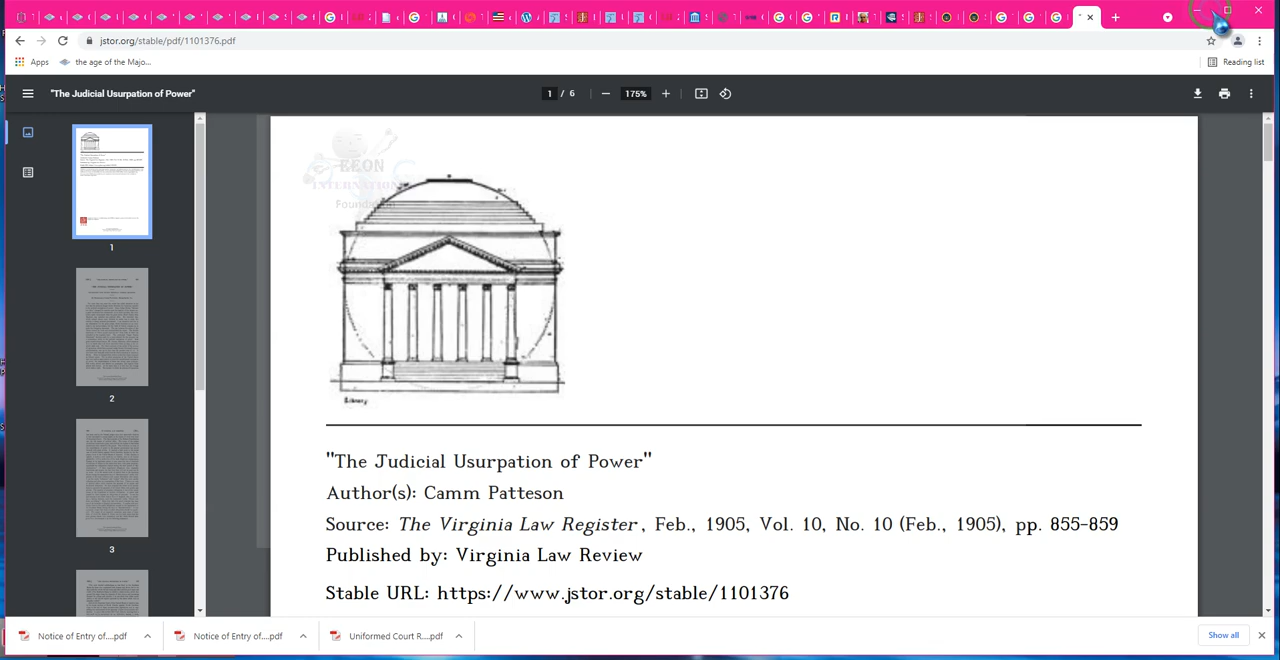 jstor.org/stable/pdf/1101376.pdf
Apps
the age of the Majo...
Reading list
"The Judicial Usurpation of Power"
1 / 6
175%
EEON
INTERNATIONAL
Foundation
1
2
3
Library
"The Judicial Usurpation of Power"
Author(s): Camm Patteson
Source: The Virginia Law Register, Feb., 1905, Vol. 10, No. 10 (Feb., 1905), pp. 855-859
Published by: Virginia Law Review
Stable URL: https://www.jstor.org/stable/1101376
Notice of Entry of....pdf
Notice of Entry of....pdf
Uniformed Court R....pdf
Show all